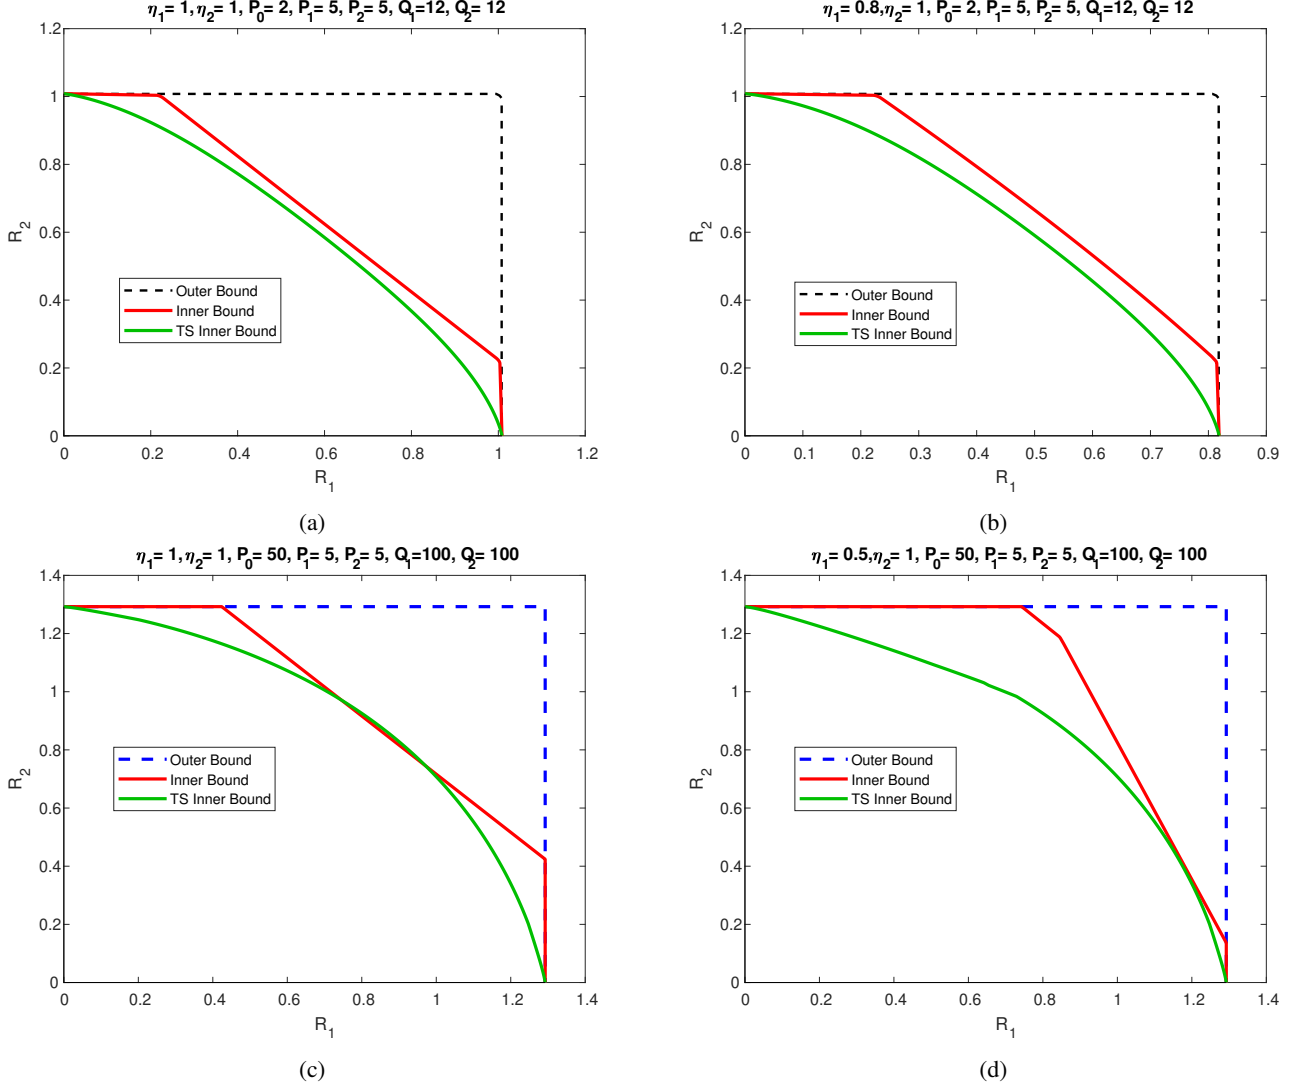 η1= 1, η2= 1, P0= 2, P1= 5, P2= 5, Q1=12, Q2= 12
1.2
1
0.8
0.6
0.4
0.2
0
R2
Outer Bound
Inner Bound
TS Inner Bound
0 0.2 0.4 0.6 0.8 1 1.2
R1
(a)
η1= 0.8,η2= 1, P0= 2, P1= 5, P2= 5, Q1=12, Q2= 12
1.2
1
0.8
0.6
0.4
0.2
0
R2
Outer Bound
Inner Bound
TS Inner Bound
0 0.1 0.2 0.3 0.4 0.5 0.6 0.7 0.8 0.9
R1
(b)
η1= 1,η2= 1, P0= 50, P1= 5, P2= 5, Q1=100, Q2= 100
1.4
1.2
1
0.8
0.6
0.4
0.2
0
R2
Outer Bound
Inner Bound
TS Inner Bound
0 0.2 0.4 0.6 0.8 1 1.2 1.4
R1
(c)
η1= 0.5,η2= 1, P0= 50, P1= 5, P2= 5, Q1=100, Q2= 100
1.4
1.2
1
0.8
0.6
0.4
0.2
0
R2
Outer Bound
Inner Bound
TS Inner Bound
0 0.2 0.4 0.6 0.8 1 1.2 1.4
R1
(d)